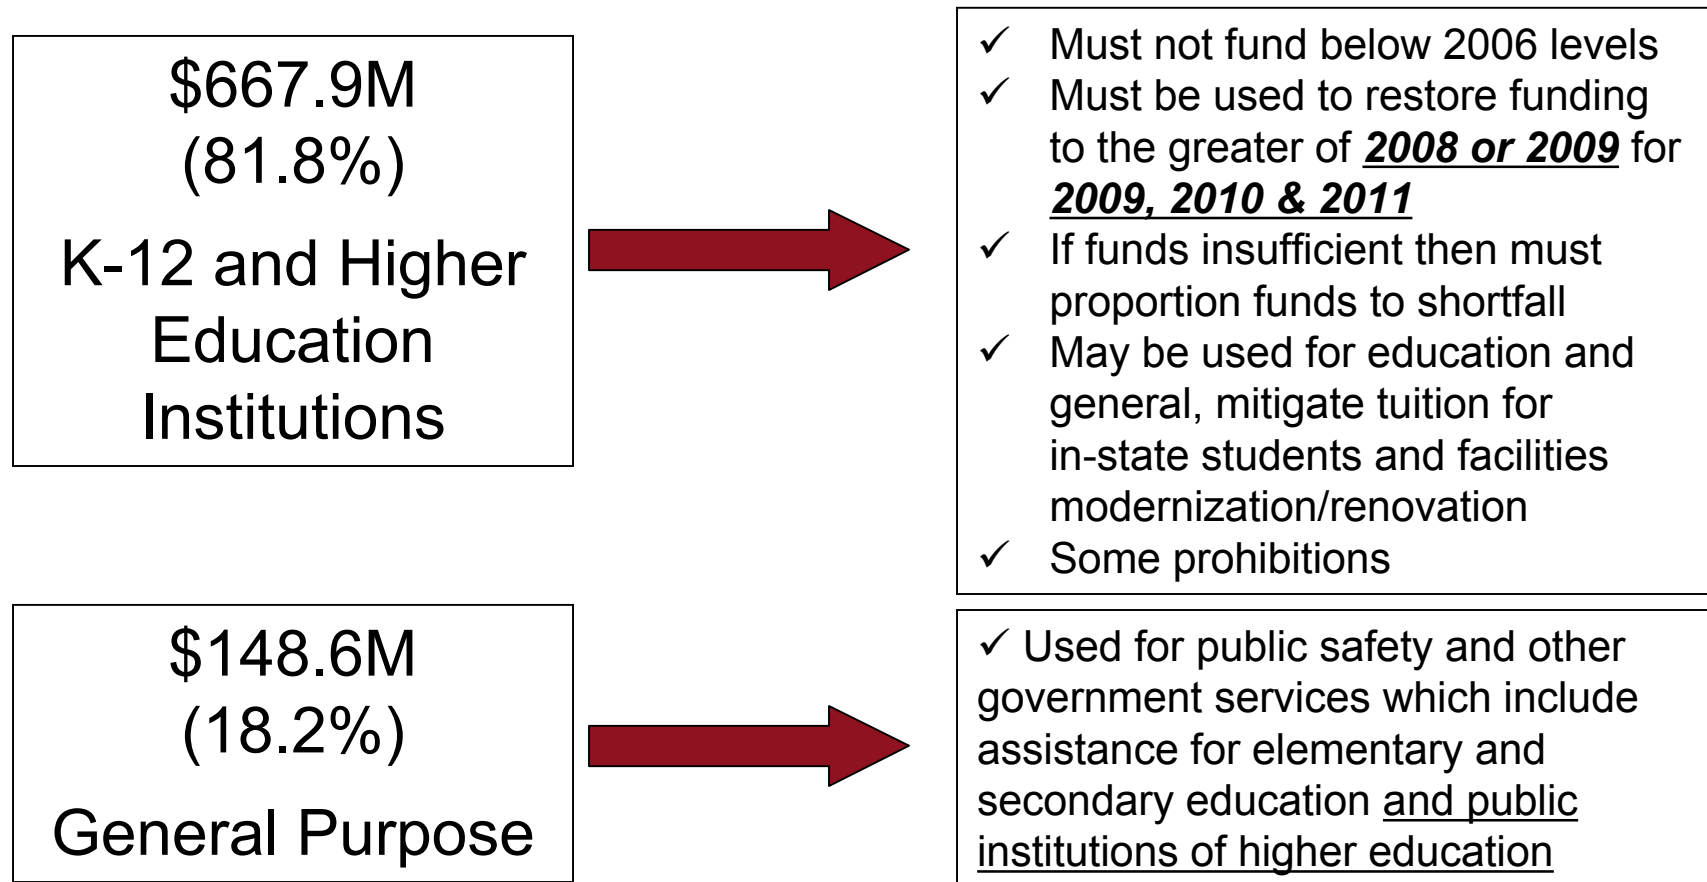 $667.9M
(81.8%)
K-12 and Higher
Education
Institutions
✓ Must not fund below 2006 levels
✓ Must be used to restore funding
to the greater of 2008 or 2009 for
2009, 2010 & 2011
✓ If funds insufficient then must
proportion funds to shortfall
✓ May be used for education and
general, mitigate tuition for
in-state students and facilities
modernization/renovation
✓ Some prohibitions
$148.6M
(18.2%)
General Purpose
✓ Used for public safety and other
government services which include
assistance for elementary and
secondary education and public
institutions of higher education